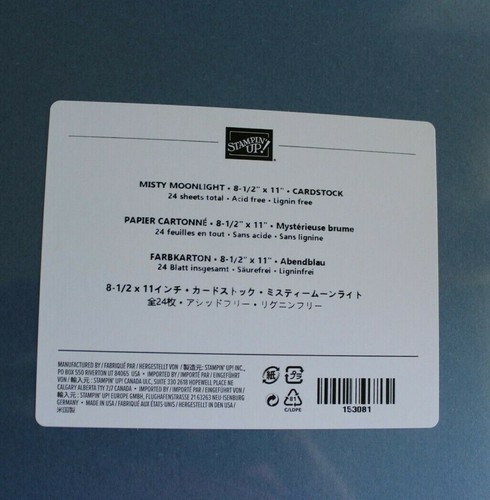 STAMPIN' UP!
MISTY MOONLIGHT • 8-1/2" x 11" • CARDSTOCK
24 sheets total • Acid free • Lignin free
PAPIER CARTONNÉ • 8-1/2" x 11" • Mystérieuse brume
24 feuilles en tout • Sans acide • Sans lignine
FARBKARTON • 8-1/2" x 11" • Abendblau
24 Blatt insgesamt • Säurefrei • Ligninfrei
8-1/2 x 11インチ • カードストック • ミスティームーンライト
全24枚 • アシッドフリー • リグニンフリー
MANUFACTURED BY / FABRIQUÉ PAR / HERGESTELLT VON / 製造元: STAMPIN' UP! INC.,
PO BOX 550 RIVERTON UT 84065 USA • IMPORTED BY / IMPORTÉ PAR / EINGEFÜHRT
VON / 輸入元: STAMPIN' UP! CANADA ULC, SUITE 330 2618 HOPEWELL PLACE NE
CALGARY ALBERTA T1Y 7J7 CANADA • IMPORTED BY / IMPORTÉ PAR / EINGEFÜHRT VON /
輸入元: STAMPIN' UP! EUROPE GMBH, FLUGHAFENSTRASSE 21 63263 NEU-ISENBURG
GERMANY • MADE IN USA / FABRIQUÉ AUX ÉTATS-UNIS / HERGESTELLT IN DEN USA /
米国製
紙
プラ
C/LDPE
153081